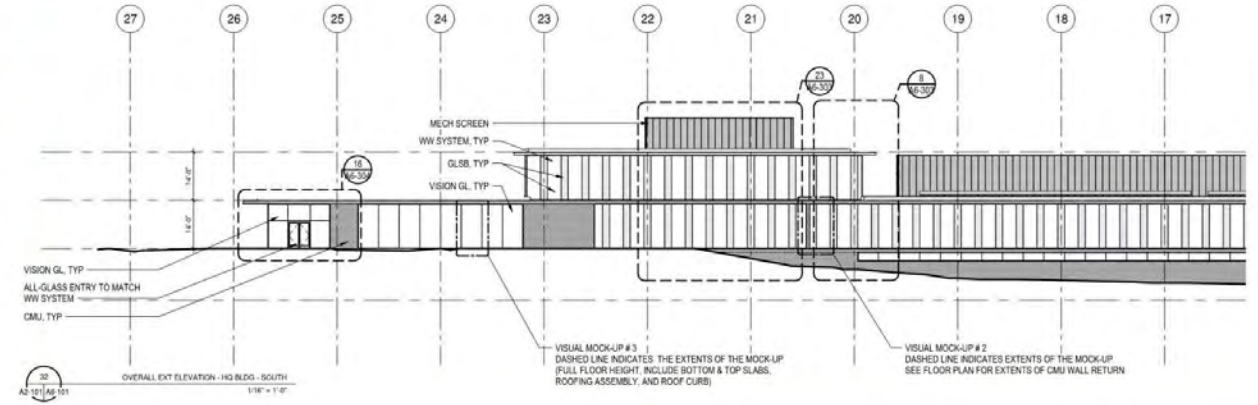 27 26 25 24 23 22 21 20 19 18 17
23
A6-303
8
A6-303
MECH SCREEN
WW SYSTEM, TYP
GLSB, TYP
VISION GL, TYP
16
A6-304
14'-0"
14'-0"
VISION GL, TYP
ALL-GLASS ENTRY TO MATCH
WW SYSTEM
CMU, TYP
VISUAL MOCK-UP # 3
DASHED LINE INDICATES THE EXTENTS OF THE MOCK-UP
(FULL FLOOR HEIGHT, INCLUDE BOTTOM & TOP SLABS,
ROOFING ASSEMBLY, AND ROOF CURB)
VISUAL MOCK-UP # 2
DASHED LINE INDICATES EXTENTS OF THE MOCK-UP
SEE FLOOR PLAN FOR EXTENTS OF CMU WALL RETURN
32
A2-101 A6-101
OVERALL EXT ELEVATION - HQ BLDG - SOUTH
1/16" = 1'-0"